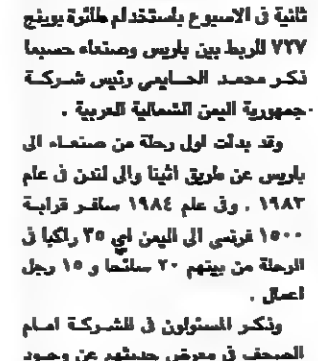 ثانية في الاسبوع باستخدام طائرة بوينج
٧٢٧ للربط بين باريس وصنعاء حسبما
ذكر محمد الحايمي رئيس شركة
جمهورية اليمن الشمالية العربية .
وقد بدأت اول رحلة من صنعاء الى
باريس عن طريق اثينا والى لندن في عام
١٩٨٢ . وفي عام ١٩٨٤ سافر قرابة
١٥٠٠ فرنسي الى اليمن اي ٣٥ راكبا في
الرحلة من بينهم ٢٠ سائحا و ١٥ رجل
اعمال .
وذكر المسئولون في الشركة امام
الصحف في معرض حديثهم عن وجود